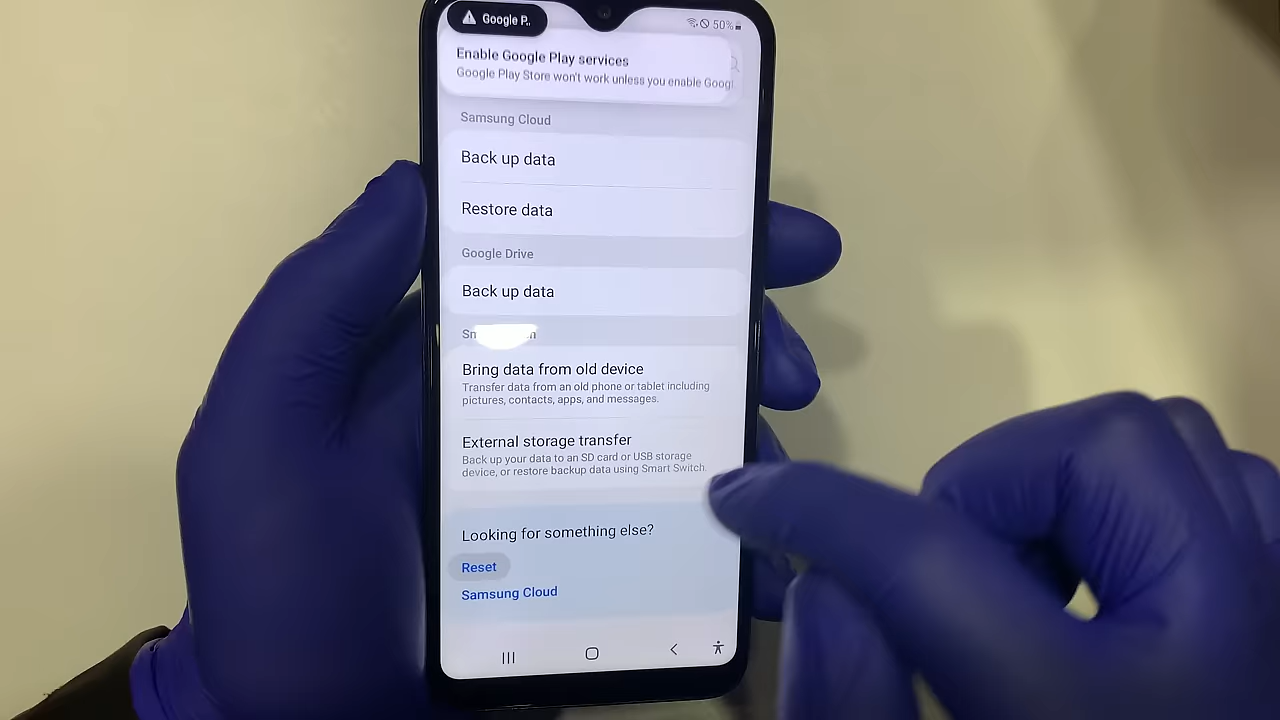 Google P..
50%
Enable Google Play services
Google Play Store won't work unless you enable Googl
Samsung Cloud
Back up data
Restore data
Google Drive
Back up data
Bring data from old device
Transfer data from an old phone or tablet including
pictures, contacts, apps, and messages.
External storage transfer
Back up your data to an SD card or USB storage
device, or restore backup data using Smart Switch.
Looking for something else?
Reset
Samsung Cloud